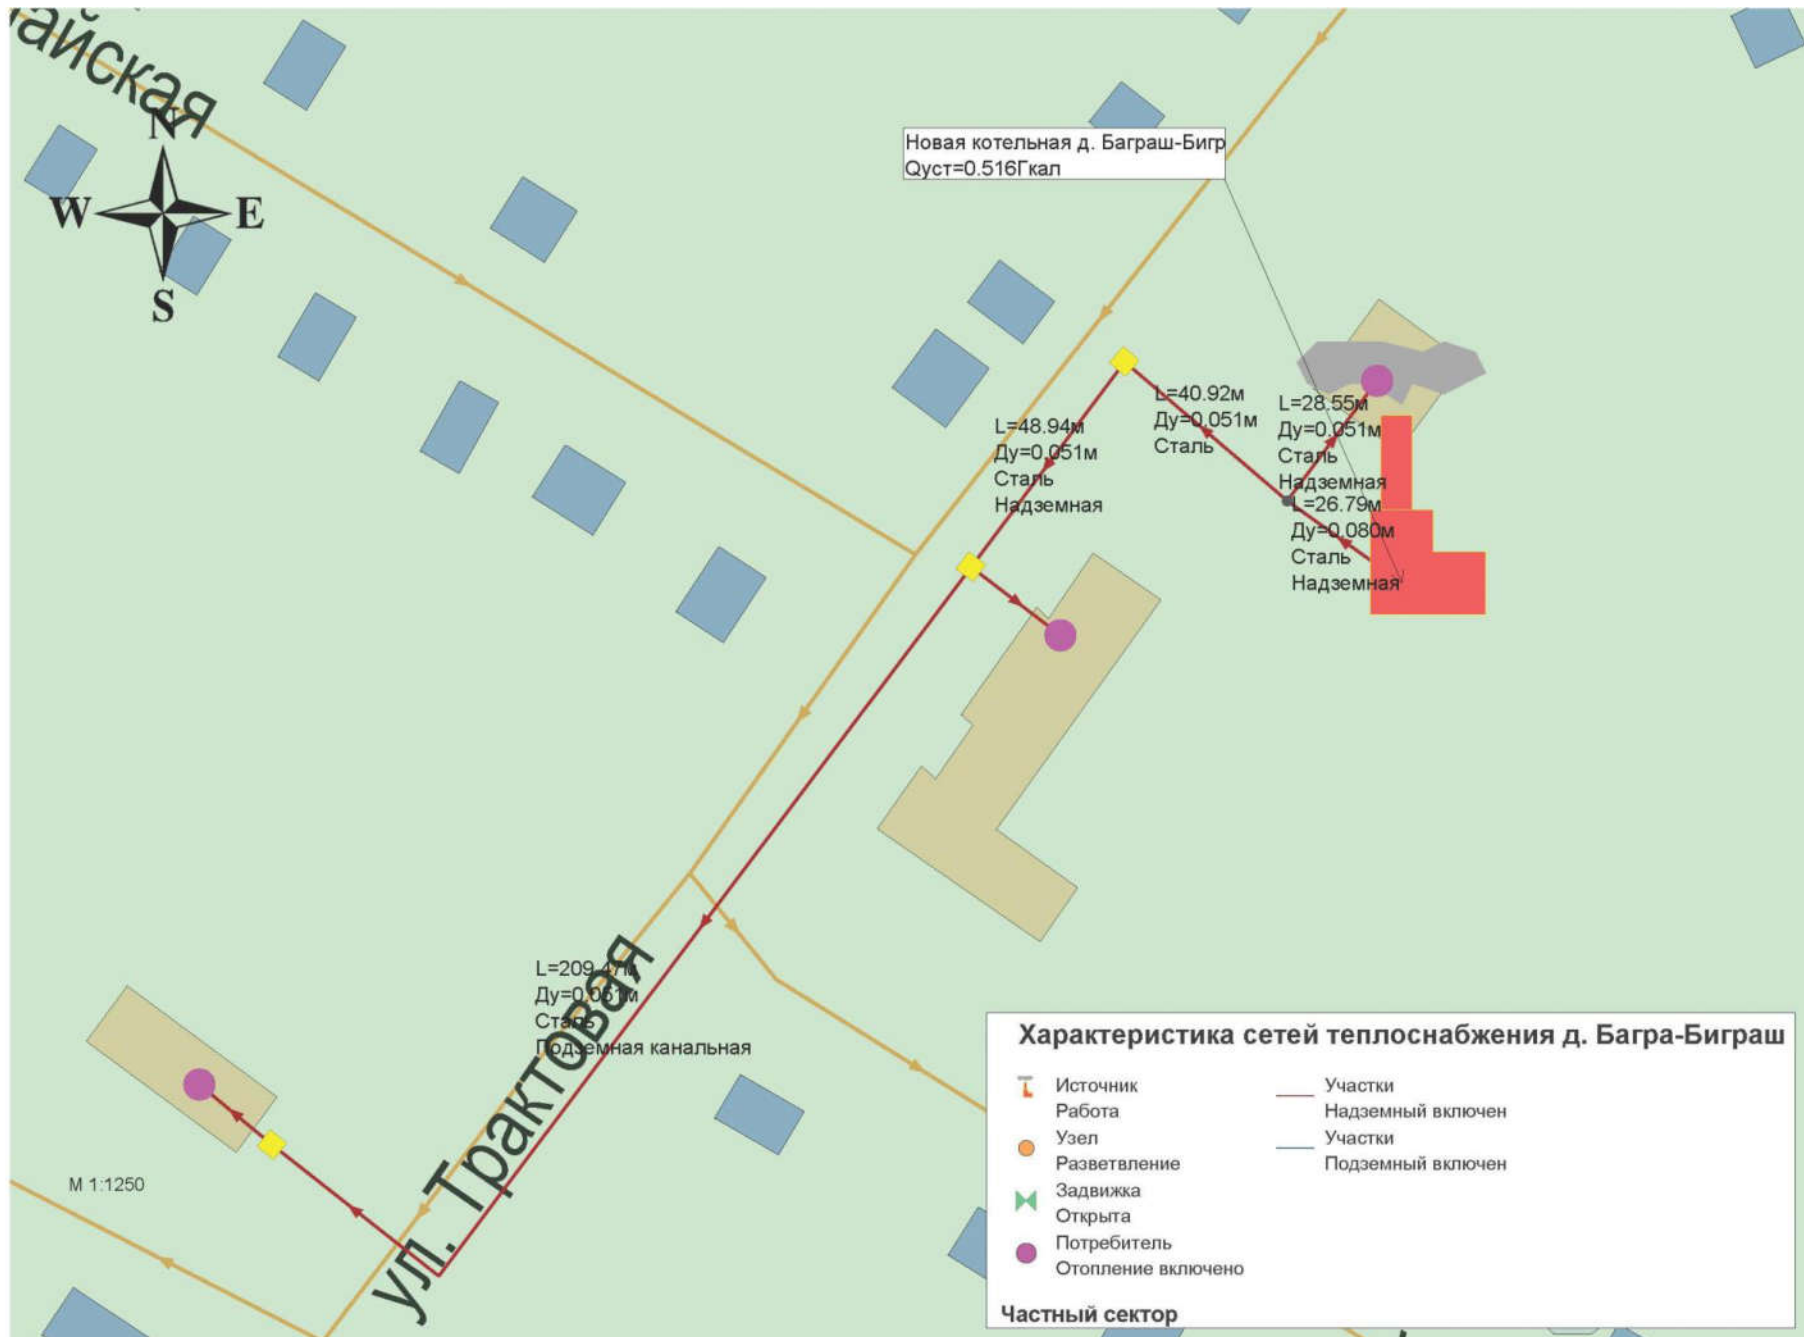 айская
N
W
E
S
Новая котельная д. Баграш-Бигр
Qуст=0.516Гкал
L=40.92м
Ду=0.051м
Сталь
L=28.55м
Ду=0.051м
Сталь
Надземная
L=48.94м
Ду=0.051м
Сталь
Надземная
L=26.79м
Ду=0.080м
Сталь
Надземная
L=209.47м
Ду=0.051м
Сталь
Подземная канальная
ул. Трактовая
М 1:1250
Характеристика сетей теплоснабжения д. Багра-Биграш
Источник
Работа
Узел
Разветвление
Задвижка
Открыта
Потребитель
Отопление включено
Участки
Надземный включен
Участки
Подземный включен
Частный сектор